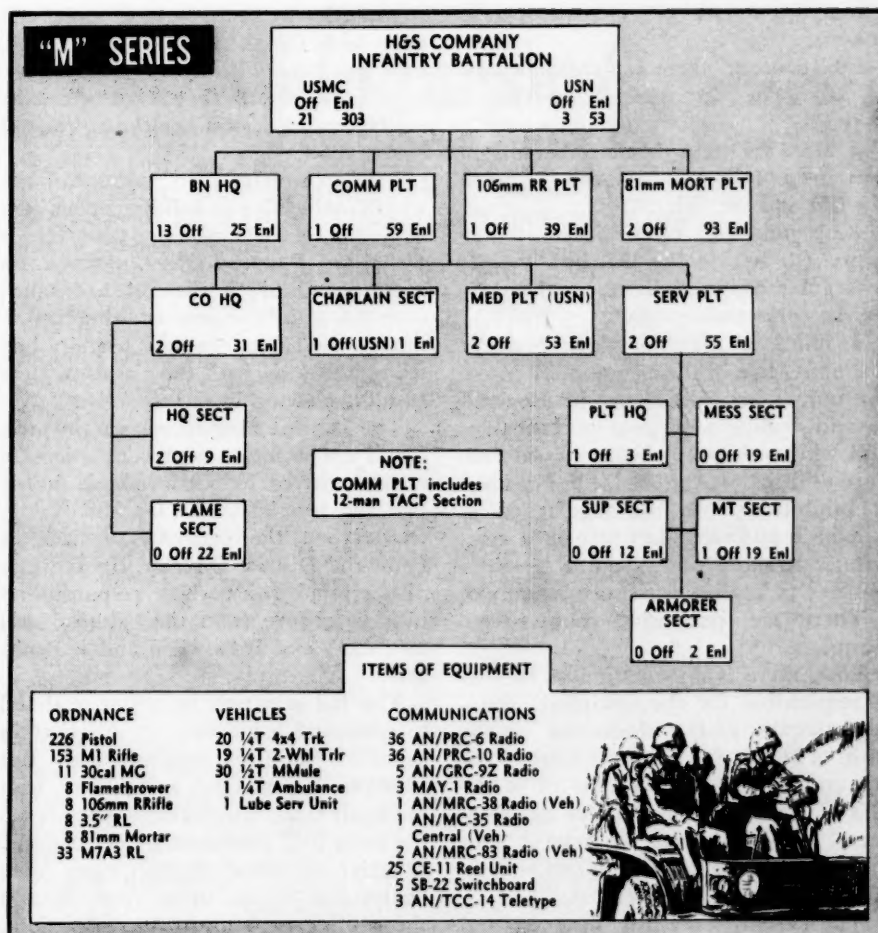 "M" SERIES
H&S COMPANY
INFANTRY BATTALION
USMC
Off Enl
21 303
USN
Off Enl
3 53
BN HQ
13 Off 25 Enl
COMM PLT
1 Off 59 Enl
106mm RR PLT
1 Off 39 Enl
81mm MORT PLT
2 Off 93 Enl
CO HQ
2 Off 31 Enl
CHAPLAIN SECT
1 Off(USN) 1 Enl
MED PLT (USN)
2 Off 53 Enl
SERV PLT
2 Off 55 Enl
HQ SECT
2 Off 9 Enl
FLAME
SECT
0 Off 22 Enl
NOTE:
COMM PLT includes
12-man TACP Section
PLT HQ
1 Off 3 Enl
MESS SECT
0 Off 19 Enl
SUP SECT
0 Off 12 Enl
MT SECT
1 Off 19 Enl
ARMORER
SECT
0 Off 2 Enl
ITEMS OF EQUIPMENT
ORDNANCE
226 Pistol
153 M1 Rifle
11 30cal MG
8 Flamethrower
8 106mm RRifle
8 3.5" RL
8 81mm Mortar
33 M7A3 RL
VEHICLES
20 ¼T 4x4 Trk
19 ¼T 2-Whl Trlr
30 ½T MMule
1 ¼T Ambulance
1 Lube Serv Unit
COMMUNICATIONS
36 AN/PRC-6 Radio
36 AN/PRC-10 Radio
5 AN/GRC-9Z Radio
3 MAY-1 Radio
1 AN/MRC-38 Radio (Veh)
1 AN/MC-35 Radio
Central (Veh)
2 AN/MRC-83 Radio (Veh)
25 CE-11 Reel Unit
5 SB-22 Switchboard
3 AN/TCC-14 Teletype